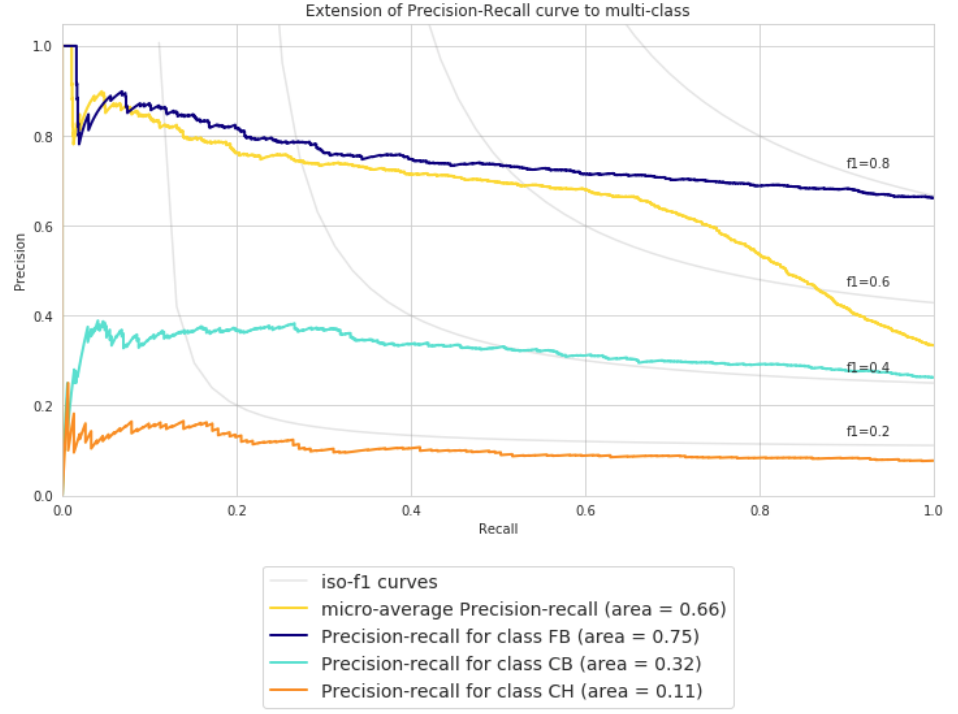 Extension of Precision-Recall curve to multi-class
1.0
0.8
0.6
0.4
0.2
0.0
Precision
f1=0.8
f1=0.6
f1=0.4
f1=0.2
0.0 0.2 0.4 0.6 0.8 1.0
Recall
iso-f1 curves
micro-average Precision-recall (area = 0.66)
Precision-recall for class FB (area = 0.75)
Precision-recall for class CB (area = 0.32)
Precision-recall for class CH (area = 0.11)